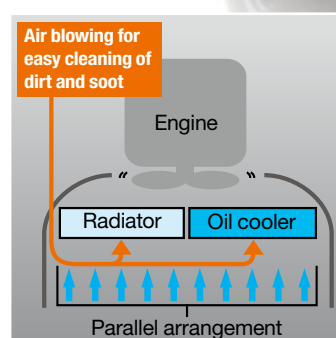 Air blowing for
easy cleaning of
dirt and soot
Engine
Radiator
Oil cooler
Parallel arrangement